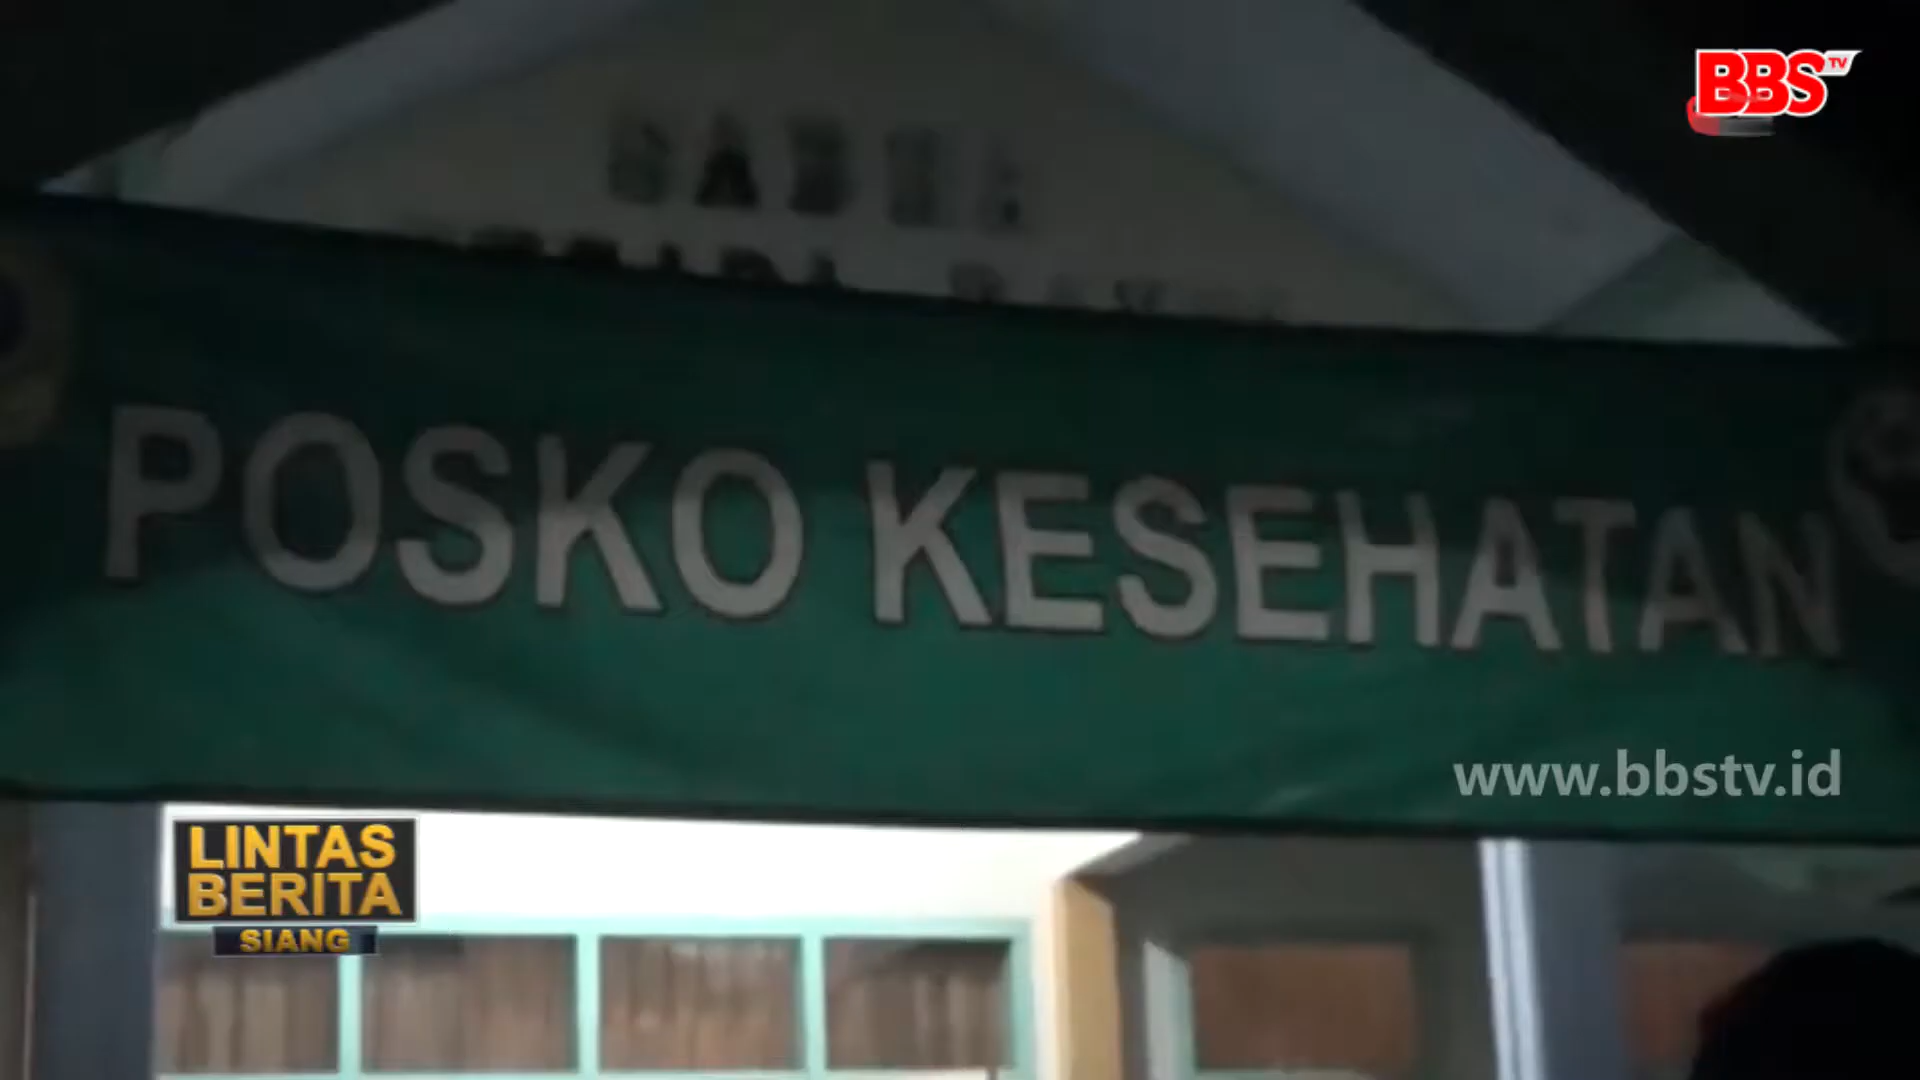 BBS TV
POSKO KESEHATAN
www.bbstv.id
LINTAS
BERITA
SIANG